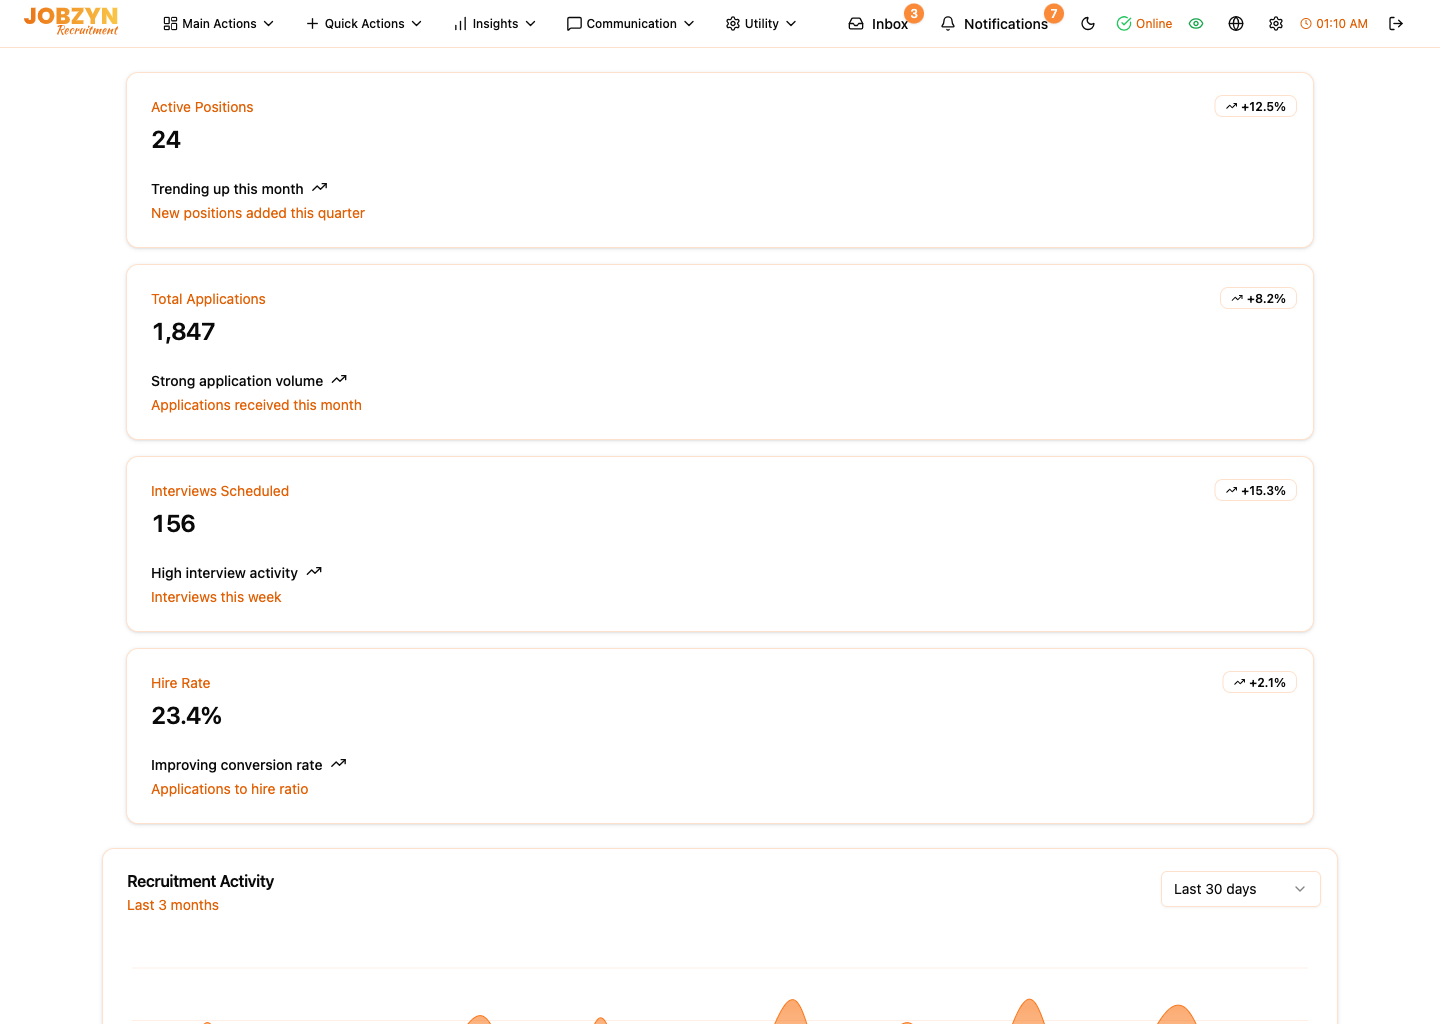 JOBZYN
Recruitment
Main Actions
Quick Actions
Insights
Communication
Utility
Inbox
3
Notifications
7
Online
01:10 AM
Active Positions
+12.5%
24
Trending up this month
New positions added this quarter
Total Applications
+8.2%
1,847
Strong application volume
Applications received this month
Interviews Scheduled
+15.3%
156
High interview activity
Interviews this week
Hire Rate
+2.1%
23.4%
Improving conversion rate
Applications to hire ratio
Recruitment Activity
Last 3 months
Last 30 days